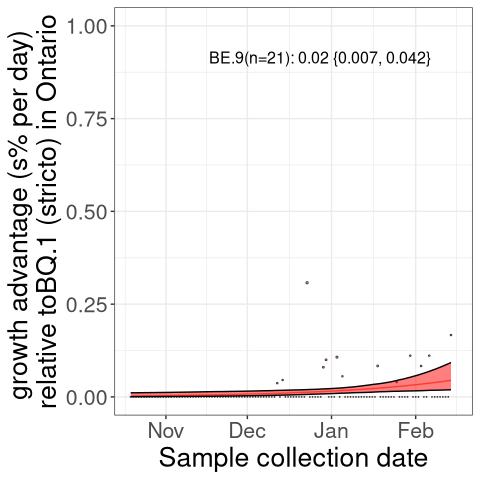 growth advantage (s% per day)
relative toBQ.1 (stricto) in Ontario
1.00
0.75
0.50
0.25
0.00
BE.9(n=21): 0.02 {0.007, 0.042}
Nov Dec Jan Feb
Sample collection date